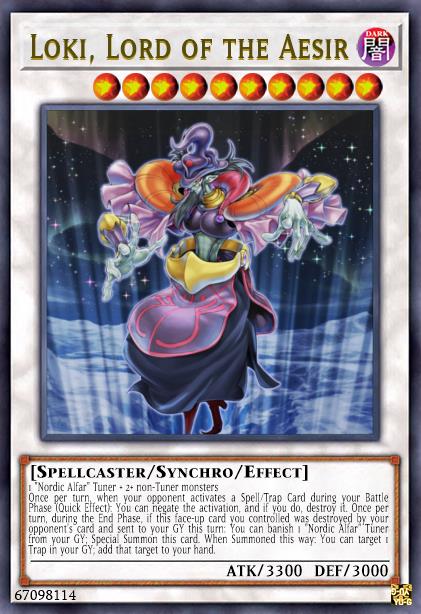 LOKI, LORD OF THE AESIR
DARK
闇
[SPELLCASTER/SYNCHRO/EFFECT]
1 "Nordic Alfar" Tuner + 2+ non-Tuner monsters
Once per turn, when your opponent activates a Spell/Trap Card during your Battle
Phase (Quick Effect): You can negate the activation, and if you do, destroy it. Once per
turn, during the End Phase, if this face-up card you controlled was destroyed by your
opponent's card and sent to your GY this turn: You can banish 1 "Nordic Alfar" Tuner
from your GY; Special Summon this card. When Summoned this way: You can target 1
Trap in your GY; add that target to your hand.
ATK/3300 DEF/3000
67098114